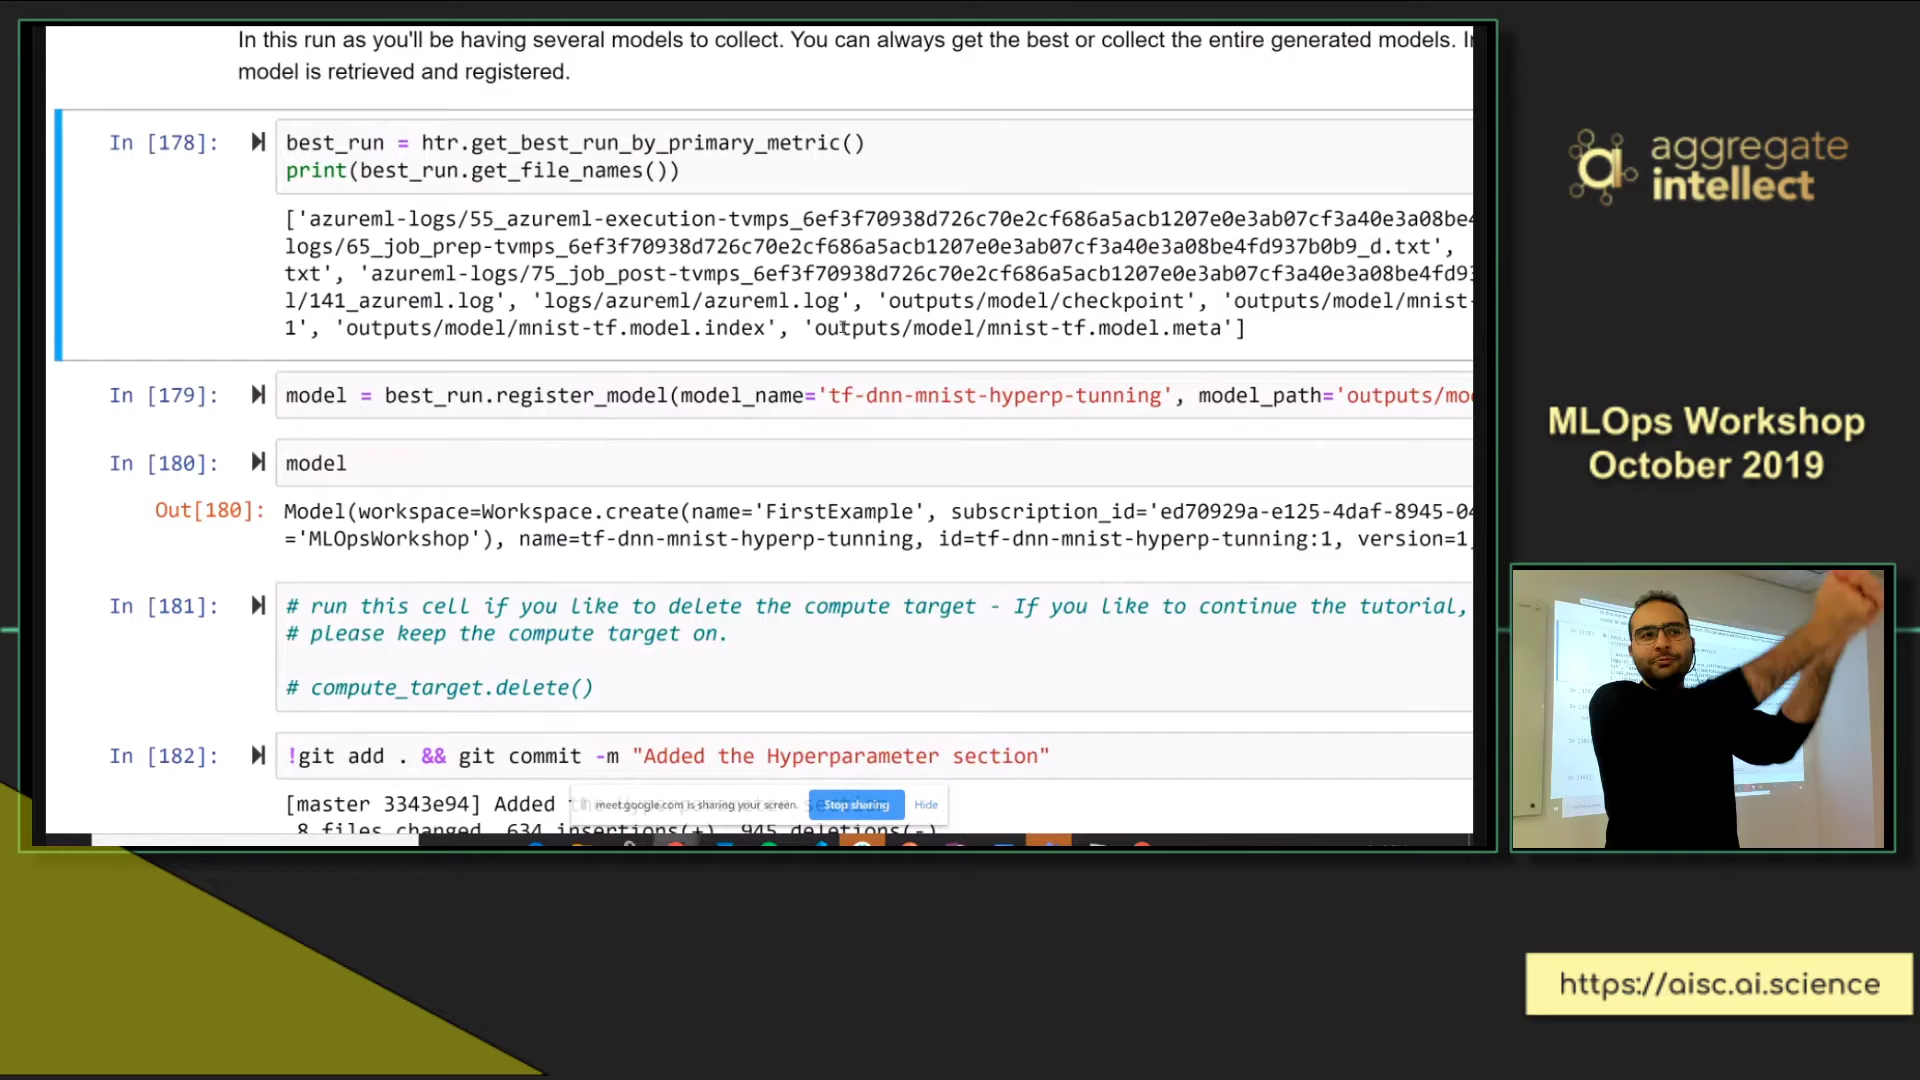 In this run as you'll be having several models to collect. You can always get the best or collect the entire generated models. I
model is retrieved and registered.
In [178]: best_run = htr.get_best_run_by_primary_metric()
print(best_run.get_file_names())
['azureml-logs/55_azureml-execution-tvmps_6ef3f70938d726c70e2cf686a5acb1207e0e3ab07cf3a40e3a08be4
logs/65_job_prep-tvmps_6ef3f70938d726c70e2cf686a5acb1207e0e3ab07cf3a40e3a08be4fd937b0b9_d.txt',
txt', 'azureml-logs/75_job_post-tvmps_6ef3f70938d726c70e2cf686a5acb1207e0e3ab07cf3a40e3a08be4fd93
l/141_azureml.log', 'logs/azureml/azureml.log', 'outputs/model/checkpoint', 'outputs/model/mnist-
1', 'outputs/model/mnist-tf.model.index', 'outputs/model/mnist-tf.model.meta']
In [179]: model = best_run.register_model(model_name='tf-dnn-mnist-hyperp-tunning', model_path='outputs/mo
In [180]: model
Out[180]: Model(workspace=Workspace.create(name='FirstExample', subscription_id='ed70929a-e125-4daf-8945-04
='MLOpsWorkshop'), name=tf-dnn-mnist-hyperp-tunning, id=tf-dnn-mnist-hyperp-tunning:1, version=1,
In [181]: # run this cell if you like to delete the compute target - If you like to continue the tutorial,
# please keep the compute target on.
# compute_target.delete()
In [182]: !git add . && git commit -m "Added the Hyperparameter section"
[master 3343e94] Added
8 files changed, 634 insertions(+), 945 deletions(-)
meet.google.com is sharing your screen.
Stop sharing
Hide
aggregate
intellect
MLOps Workshop
October 2019
https://aisc.ai.science